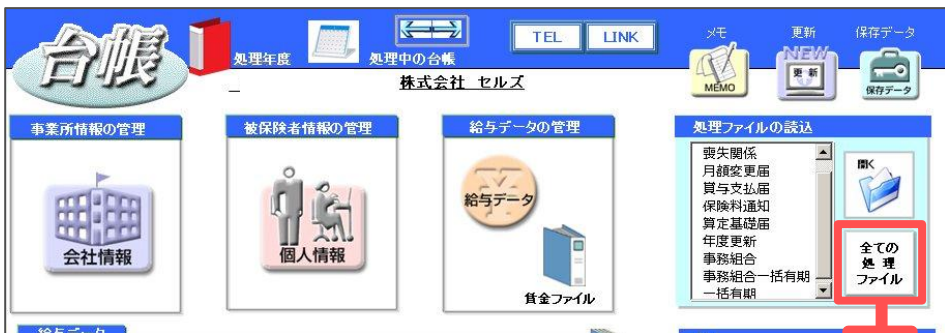 台帳
処理年度
処理中の台帳
TEL
LINK
メモ
更新
保存データ
MEMO
NEW
更新
保存データ
株式会社 セルズ
事業所情報の管理
被保険者情報の管理
給与データの管理
処理ファイルの読込
会社情報
個人情報
給与データ
賃金ファイル
喪失関係
月額変更届
賞与支払届
保険料通知
算定基礎届
年度更新
事務組合
事務組合一括有期
一括有期
開く
全ての
処 理
ファイル
給与データ